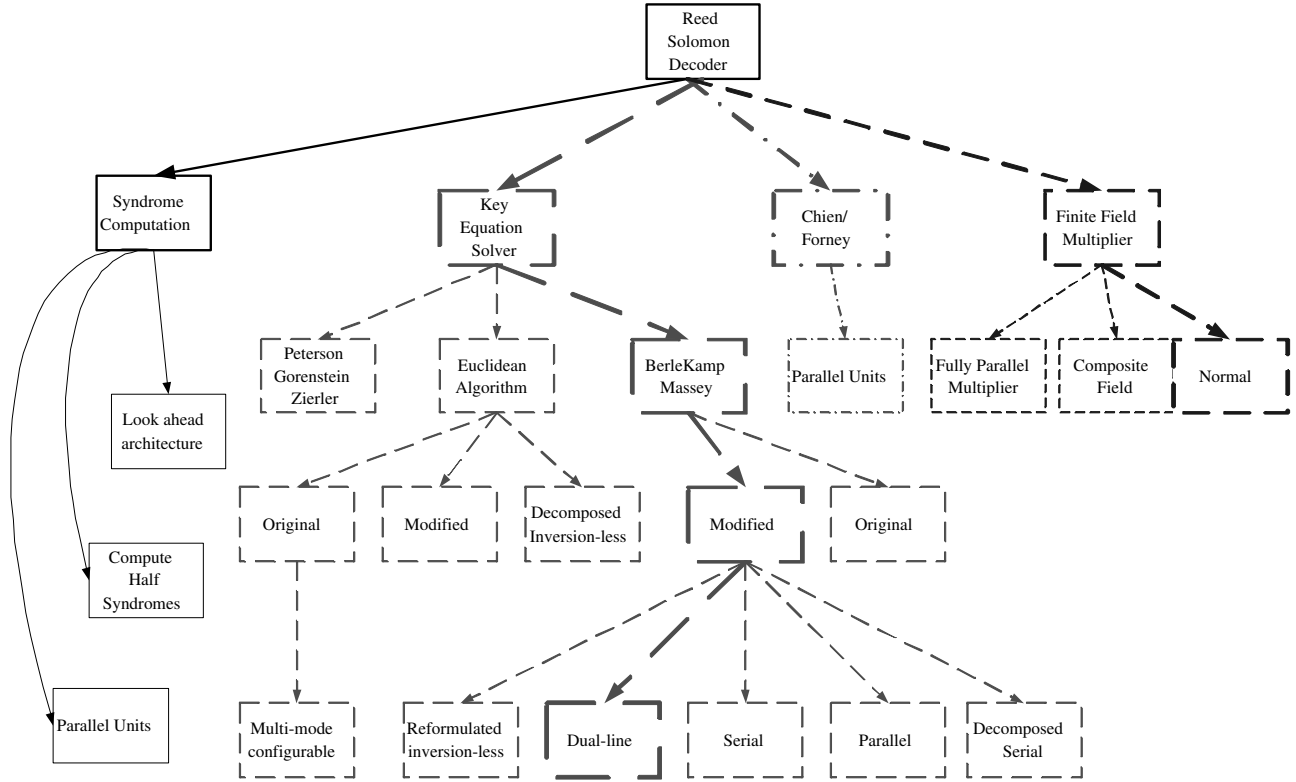 Reed
Solomon
Decoder
Syndrome
Computation
Key
Equation
Solver
Chien/
Forney
Finite Field
Multiplier
Peterson
Gorenstein
Zierler
Euclidean
Algorithm
BerleKamp
Massey
Parallel Units
Fully Parallel
Multiplier
Composite
Field
Normal
Look ahead
architecture
Original
Modified
Decomposed
Inversion-less
Modified
Original
Compute
Half
Syndromes
Parallel Units
Multi-mode
configurable
Reformulated
inversion-less
Dual-line
Serial
Parallel
Decomposed
Serial